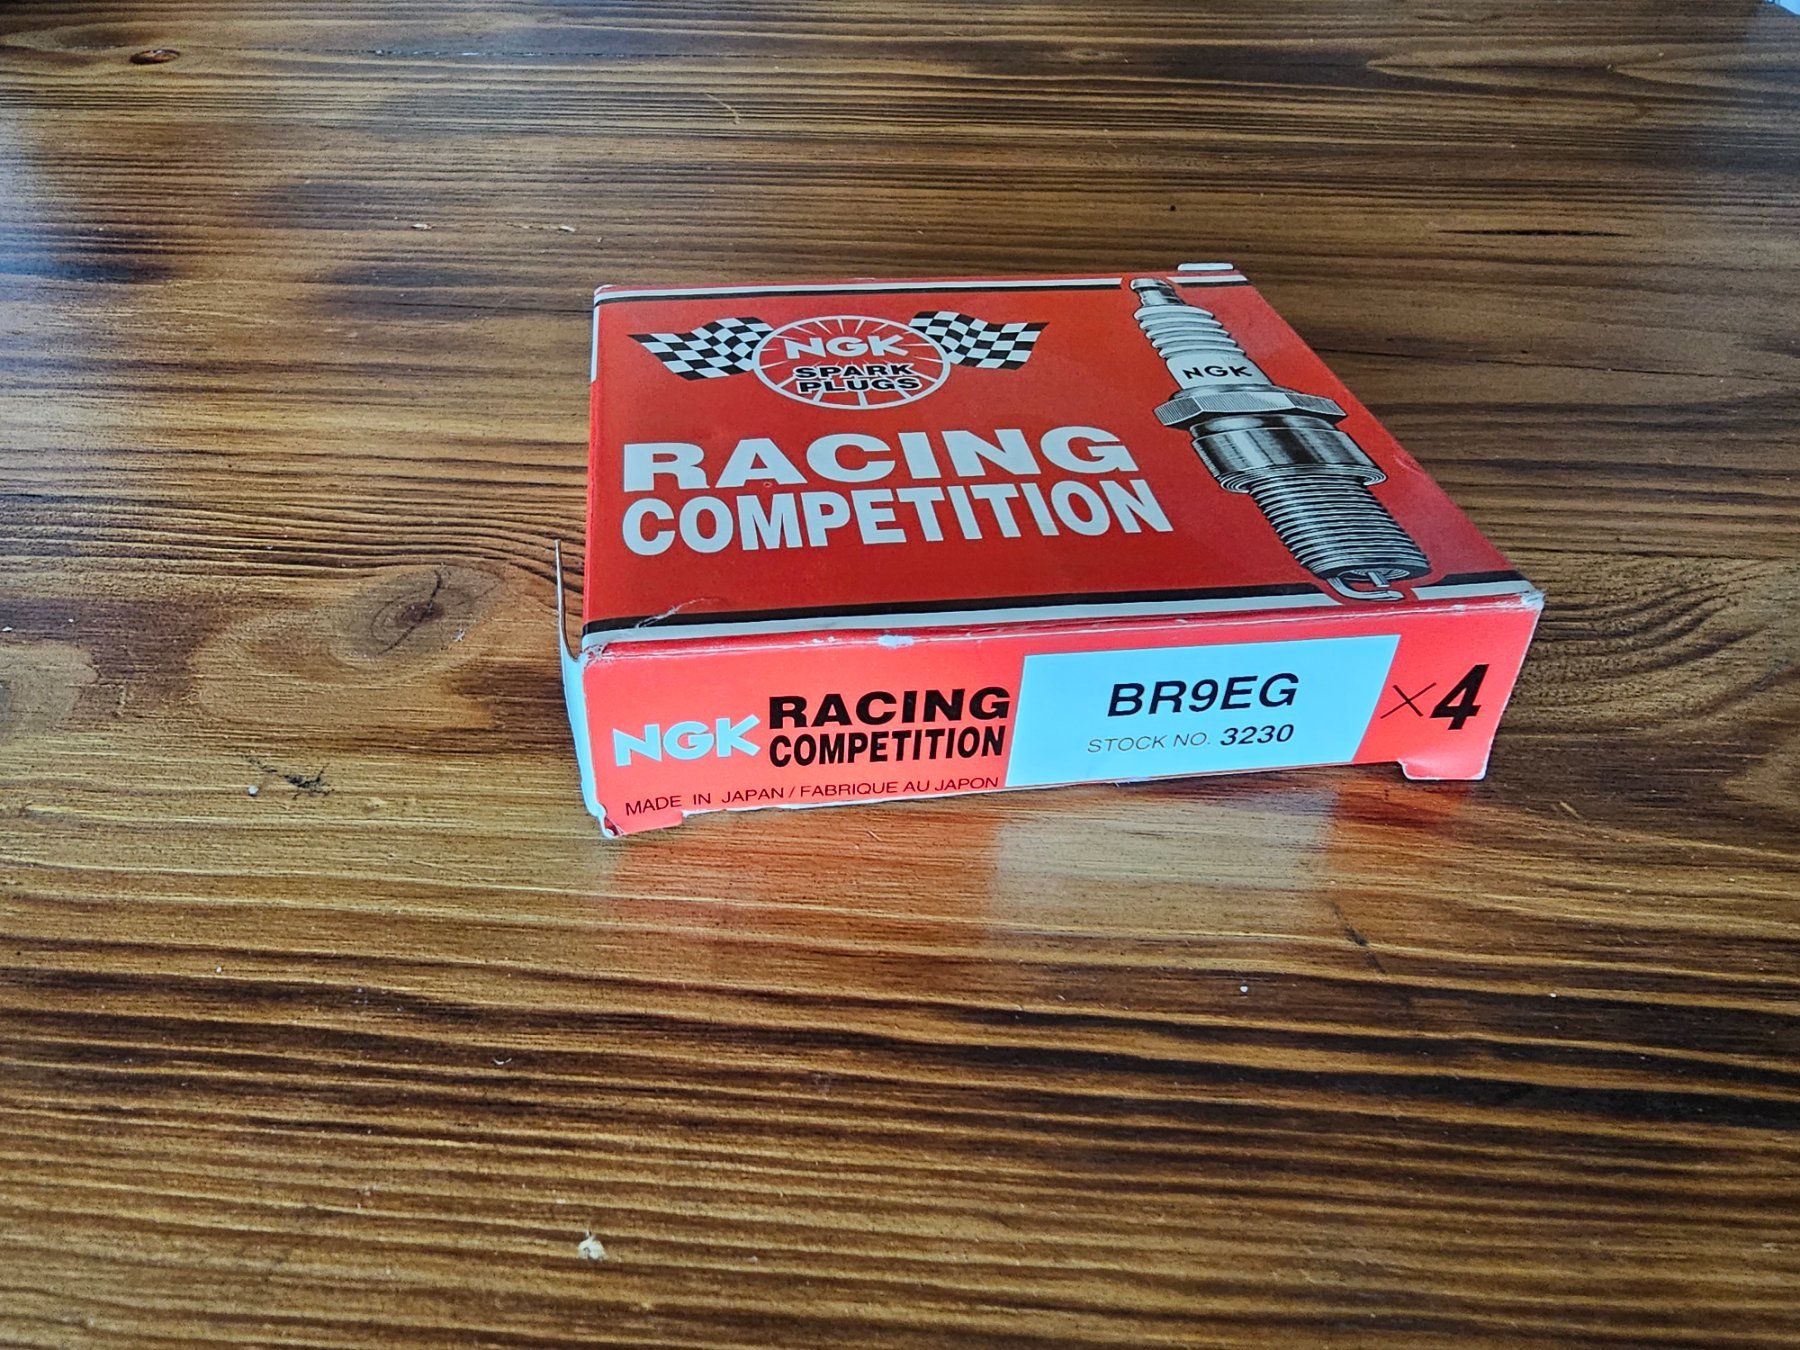 NGK
SPARK
PLUGS
RACING
COMPETITION
NGK
NGK RACING
COMPETITION
MADE IN JAPAN / FABRIQUE AU JAPON
BR9EG
STOCK NO. 3230
×4